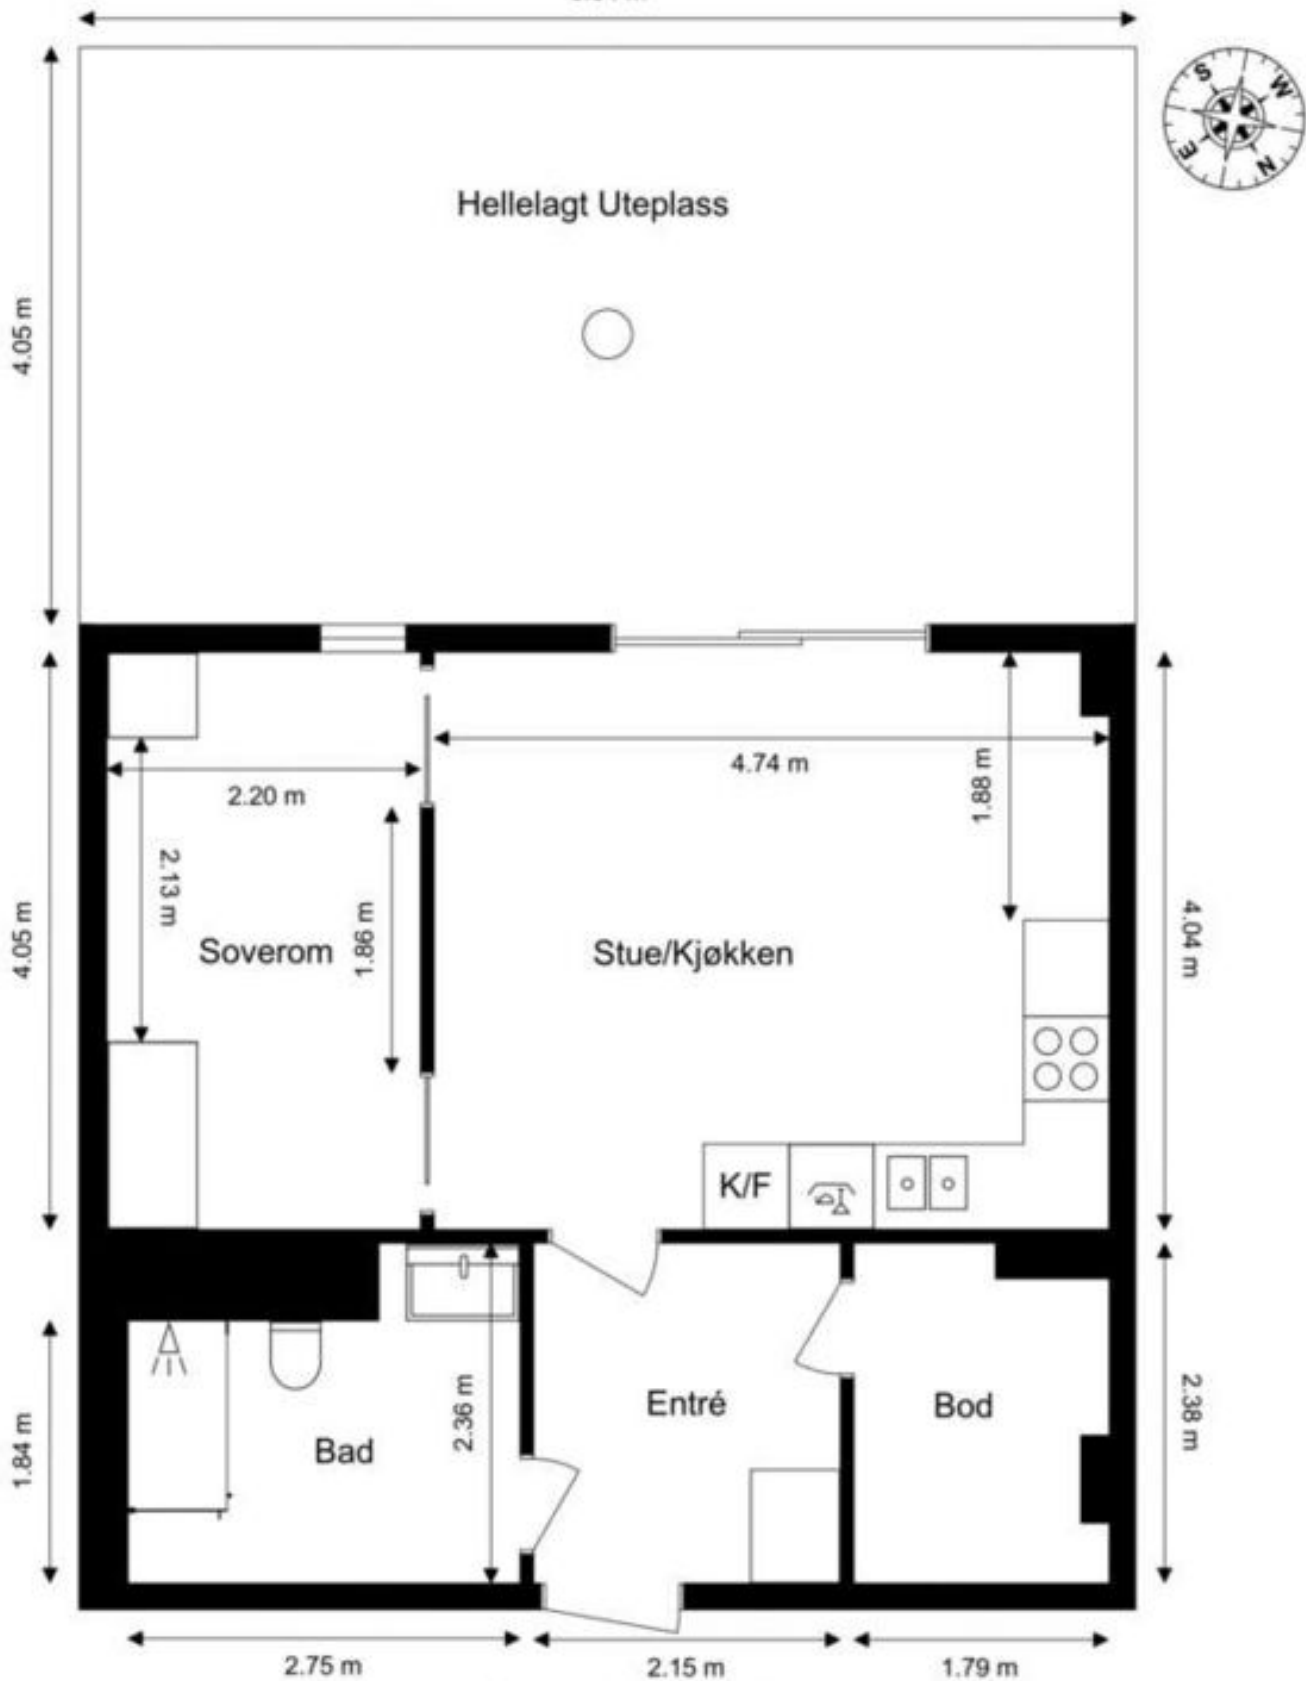 S
W
E
N
Hellelagt Uteplass
4.05 m
4.74 m
2.20 m
1.88 m
2.13 m
1.86 m
4.05 m
Soverom
Stue/Kjøkken
4.04 m
K/F
Bad
2.36 m
Entré
Bod
1.84 m
2.38 m
2.75 m
2.15 m
1.79 m